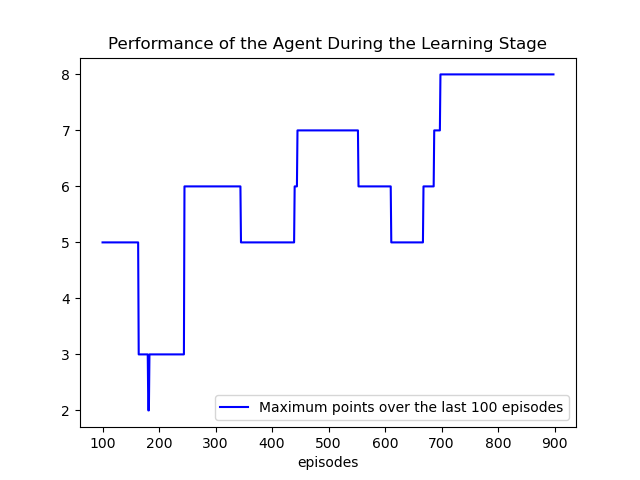 Performance of the Agent During the Learning Stage
8
7
6
5
4
3
2
Maximum points over the last 100 episodes
100 200 300 400 500 600 700 800 900
episodes